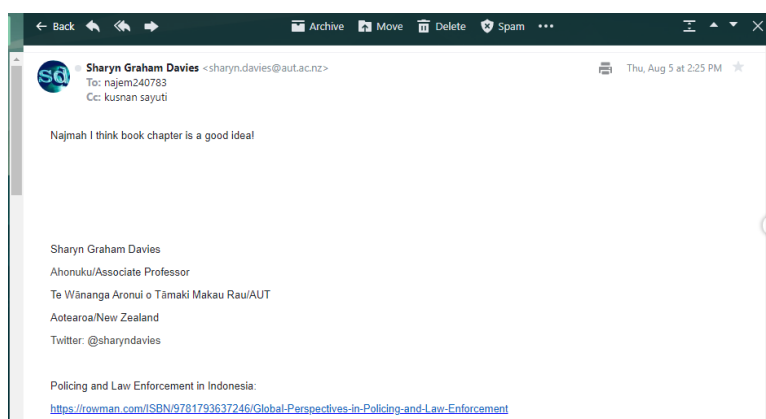 ← Back Archive Move Delete Spam
sd Sharyn Graham Davies <sharyn.davies@aut.ac.nz> Thu, Aug 5 at 2:25 PM
To: najem240783
Cc: kusnan sayuti
Najmah I think book chapter is a good idea!
Sharyn Graham Davies
Ahonuku/Associate Professor
Te Wānanga Aronui o Tāmaki Makau Rau/AUT
Aotearoa/New Zealand
Twitter: @sharyndavies
Policing and Law Enforcement in Indonesia:
https://rowman.com/ISBN/9781793637246/Global-Perspectives-in-Policing-and-Law-Enforcement